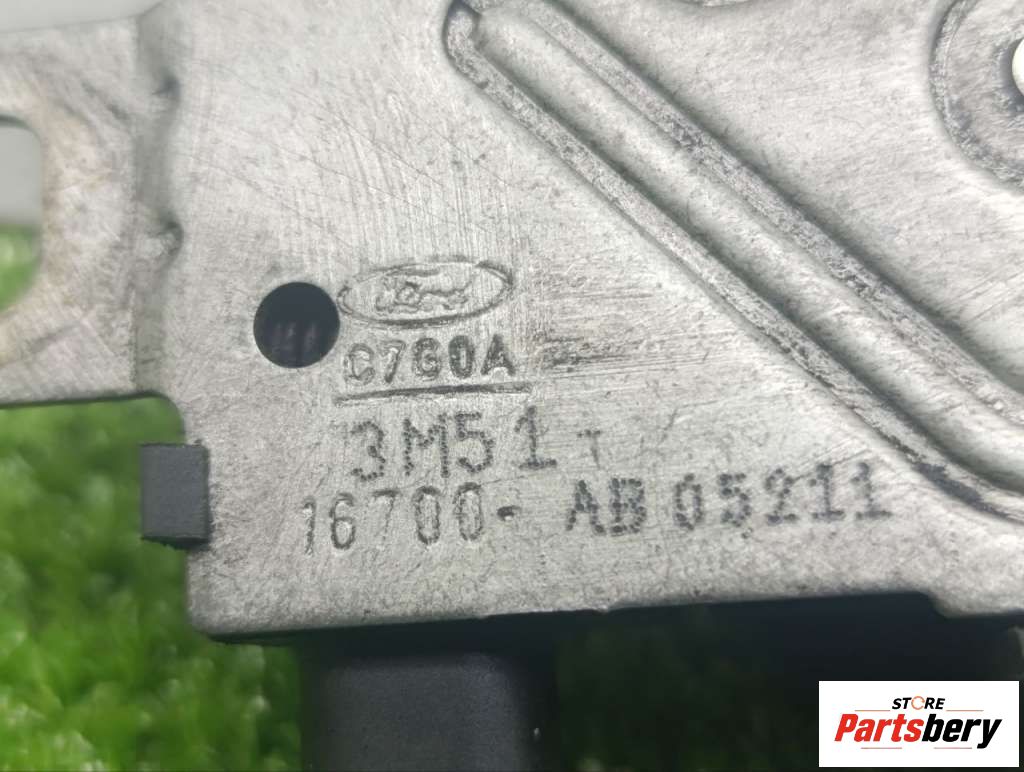 Ford
C7G0A
3M51-
16700- AB 05211
STORE
Partsbery